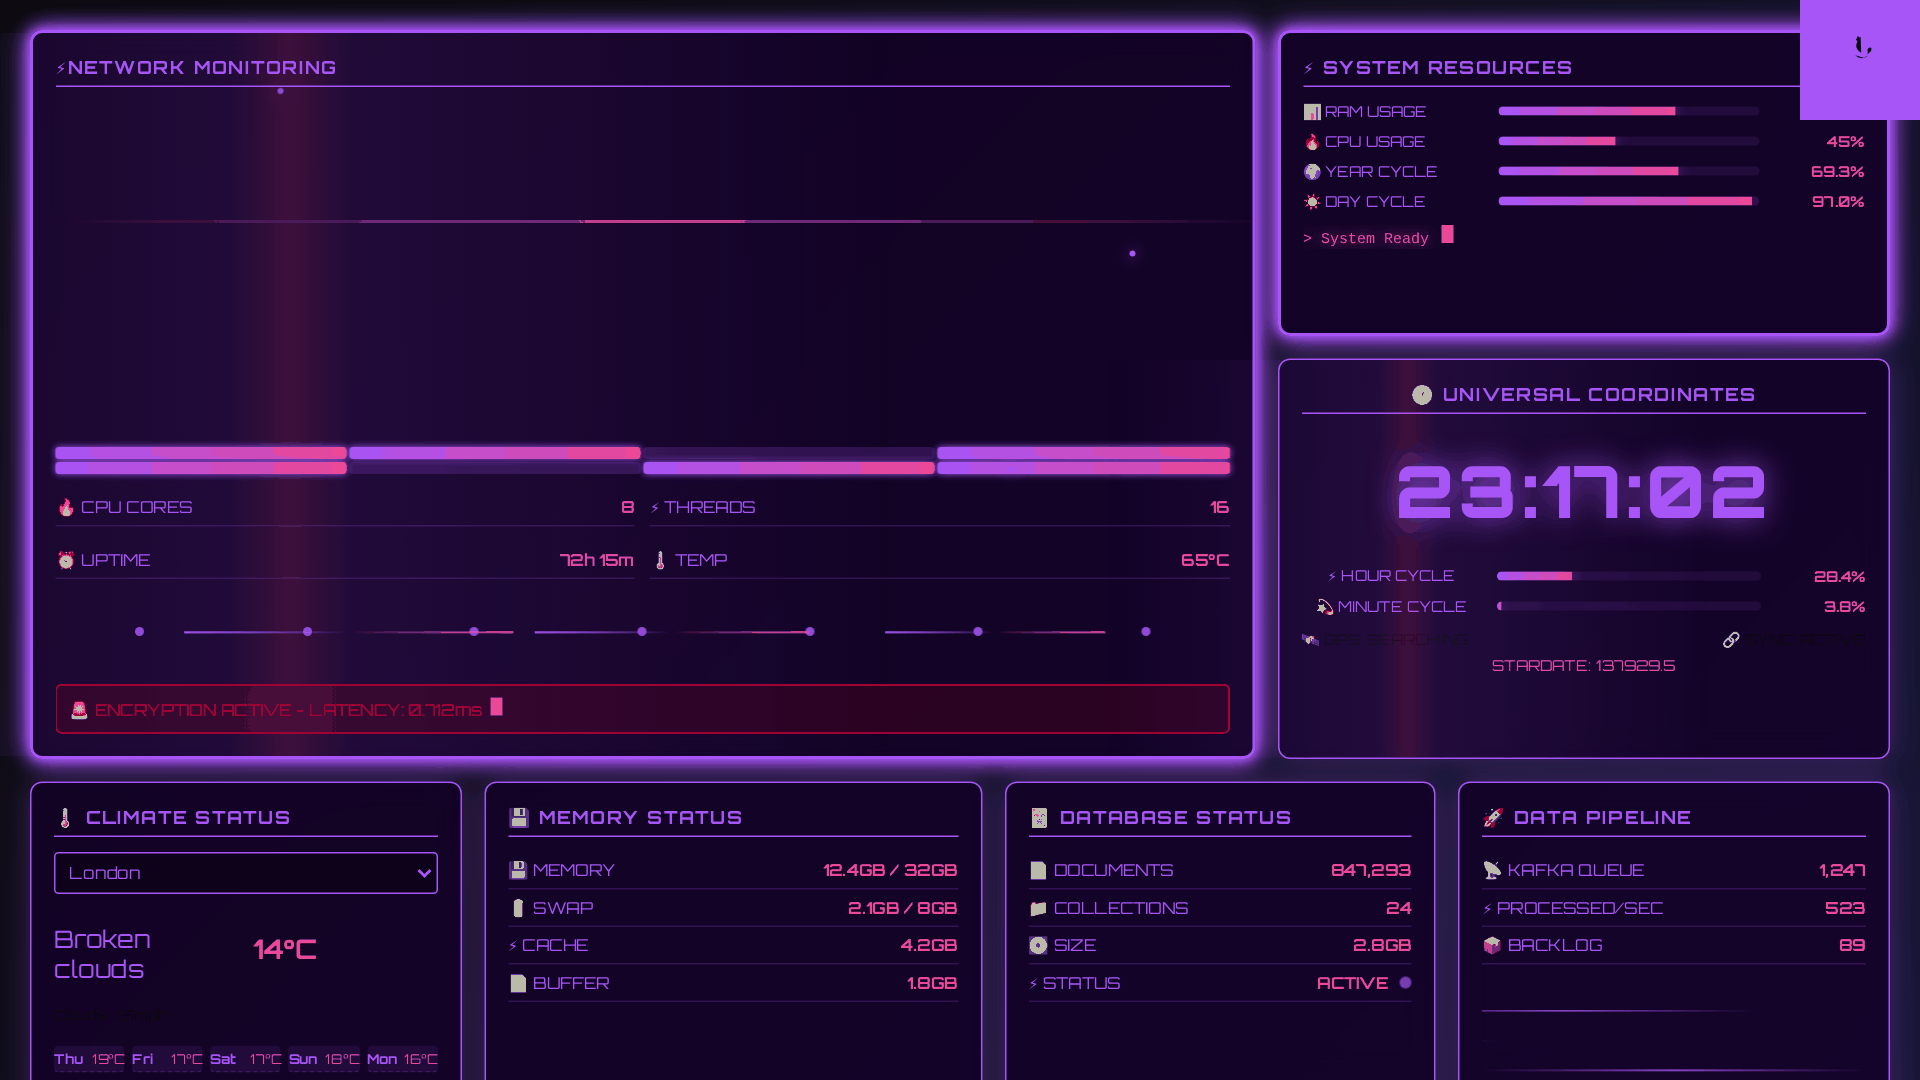 ⚡NETWORK MONITORING
🔥 CPU CORES 8
⚡ THREADS 16
⏰ UPTIME 72h 15m
🌡 TEMP 65°C
🚨 ENCRYPTION ACTIVE - LATENCY: 0.712ms
⚡ SYSTEM RESOURCES
📊 RAM USAGE
🔥 CPU USAGE 45%
🌍 YEAR CYCLE 69.3%
☀ DAY CYCLE 97.0%
> System Ready
🕐 UNIVERSAL COORDINATES
23:17:02
⚡ HOUR CYCLE 28.4%
💫 MINUTE CYCLE 3.8%
STARDATE: 137929.5
🌡 CLIMATE STATUS
London
Broken
clouds
14°C
Thu 19°C Fri 17°C Sat 17°C Sun 18°C Mon 16°C
💾 MEMORY STATUS
💾 MEMORY 12.4GB / 32GB
SWAP 2.1GB / 8GB
⚡ CACHE 4.2GB
📄 BUFFER 1.8GB
DATABASE STATUS
📄 DOCUMENTS 847,293
📁 COLLECTIONS 24
💽 SIZE 2.8GB
⚡ STATUS ACTIVE
🚀 DATA PIPELINE
📡 KAFKA QUEUE 1,247
⚡ PROCESSED/SEC 523
📦 BACKLOG 89